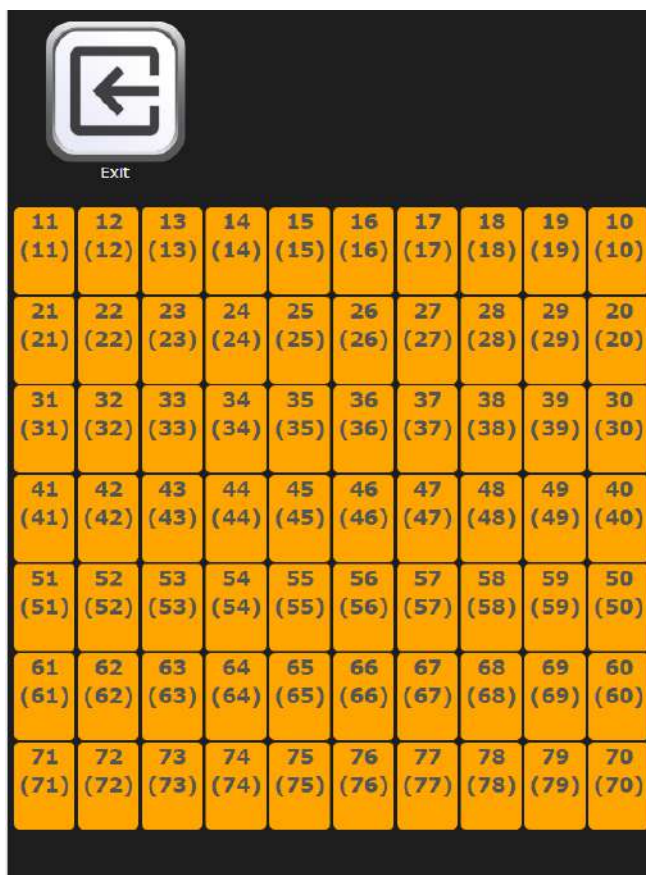 Exit
11 12 13 14 15 16 17 18 19 10
(11) (12) (13) (14) (15) (16) (17) (18) (19) (10)
21 22 23 24 25 26 27 28 29 20
(21) (22) (23) (24) (25) (26) (27) (28) (29) (20)
31 32 33 34 35 36 37 38 39 30
(31) (32) (33) (34) (35) (36) (37) (38) (39) (30)
41 42 43 44 45 46 47 48 49 40
(41) (42) (43) (44) (45) (46) (47) (48) (49) (40)
51 52 53 54 55 56 57 58 59 50
(51) (52) (53) (54) (55) (56) (57) (58) (59) (50)
61 62 63 64 65 66 67 68 69 60
(61) (62) (63) (64) (65) (66) (67) (68) (69) (60)
71 72 73 74 75 76 77 78 79 70
(71) (72) (73) (74) (75) (76) (77) (78) (79) (70)